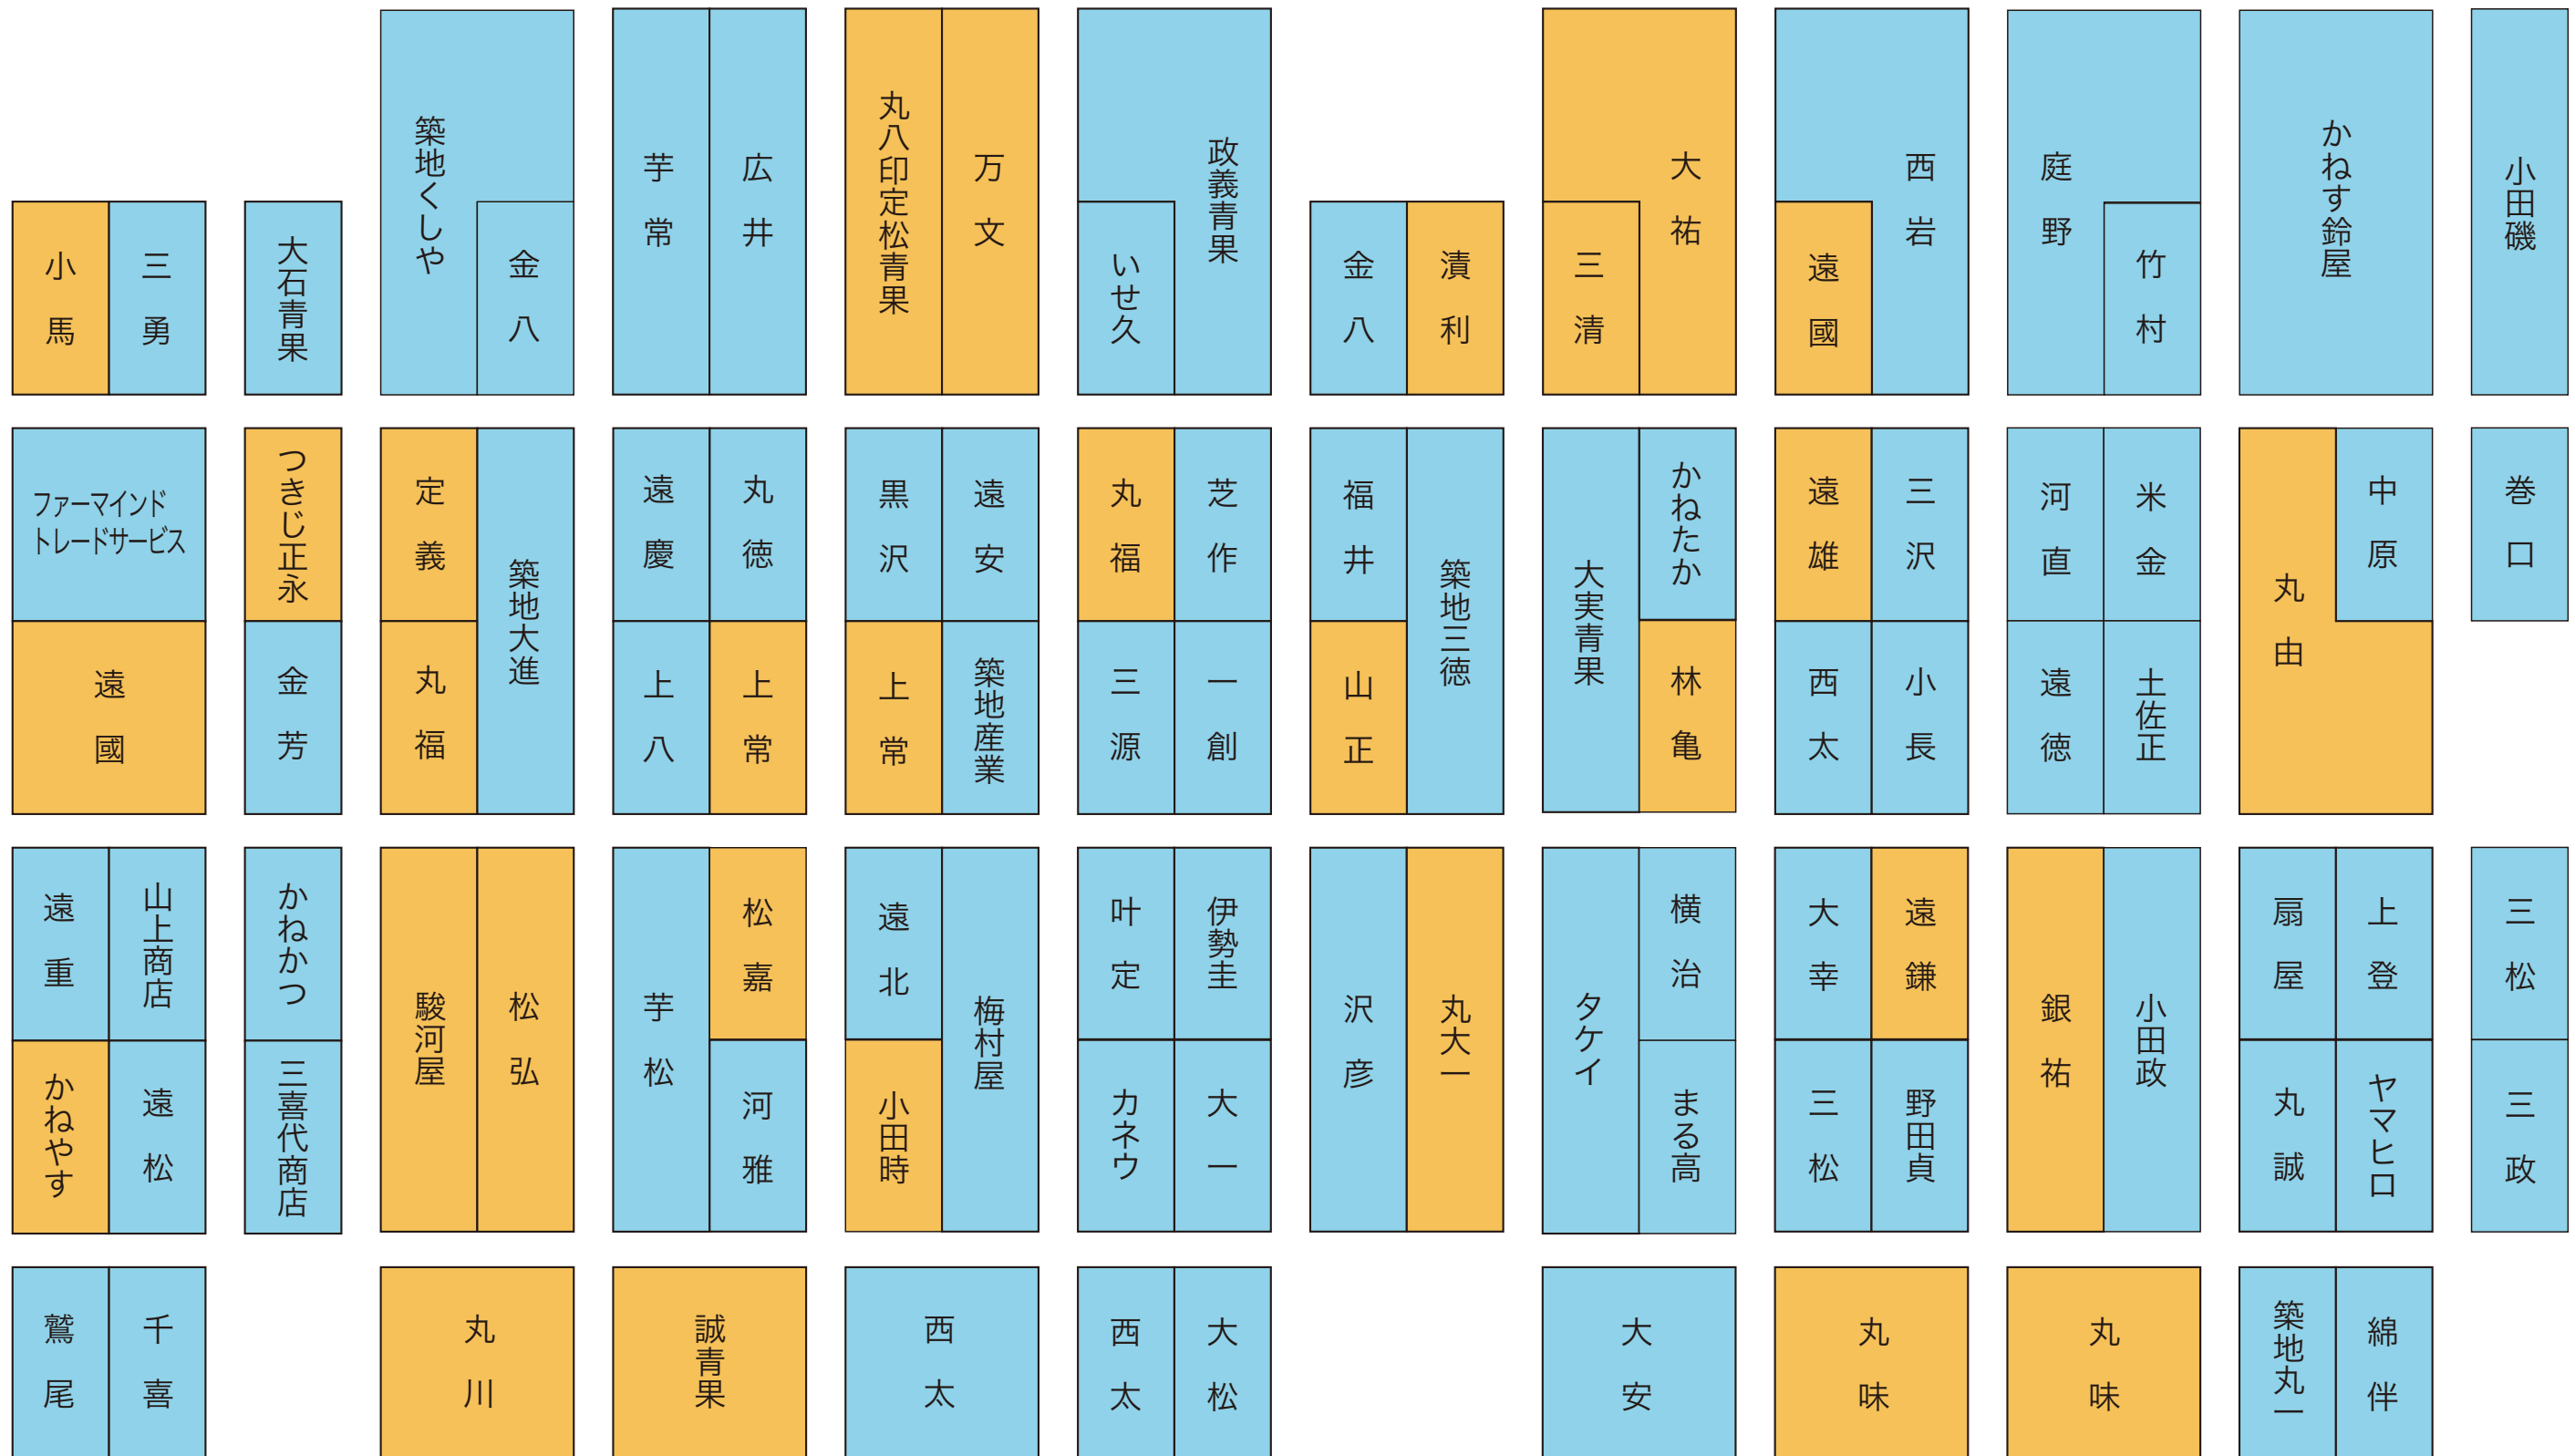 小馬
三勇
大石青果
築地くしや
金八
芋常
広井
丸八印定松青果
万文
政義青果
いせ久
金八
漬利
大祐
三清
西岩
遠國
庭野
竹村
かねす鈴屋
小田磯
ファーマインド
トレードサービス
遠國
つきじ正永
金芳
定義
丸福
築地大進
遠慶
丸徳
上八
上常
黒沢
遠安
上常
築地産業
丸福
芝作
三源
一創
福井
山正
築地三徳
大実青果
かねたか
林亀
遠雄
三沢
西太
小長
河直
米金
遠徳
土佐正
丸由
中原
巻口
遠重
山上商店
かねやす
遠松
かねかつ
三喜代商店
駿河屋
松弘
芋松
松嘉
河雅
遠北
小田時
梅村屋
叶定
伊勢圭
カネウ
大一
沢彦
丸大一
タケイ
横治
まる高
大幸
遠鎌
三松
野田貞
銀祐
小田政
扇屋
上登
丸誠
ヤマヒロ
三松
三政
鷲尾
千喜
丸川
誠青果
西太
西太
大松
大安
丸味
丸味
築地丸一
綿伴